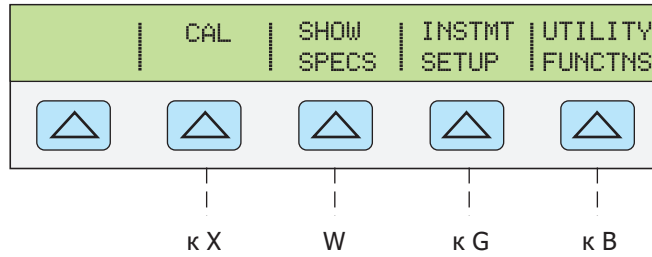 CAL SHOW INSTMT UTILITY
SPECS SETUP FUNCTNS
к X W к G к B